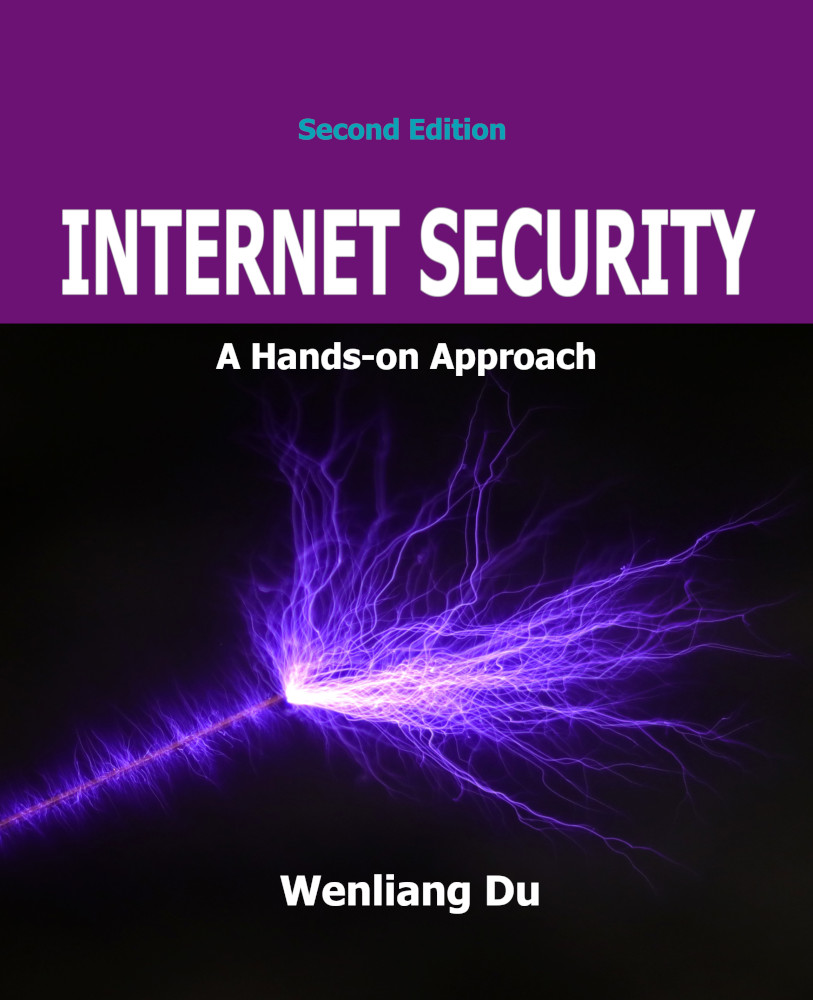 Second Edition
INTERNET SECURITY
A Hands-on Approach
Wenliang Du